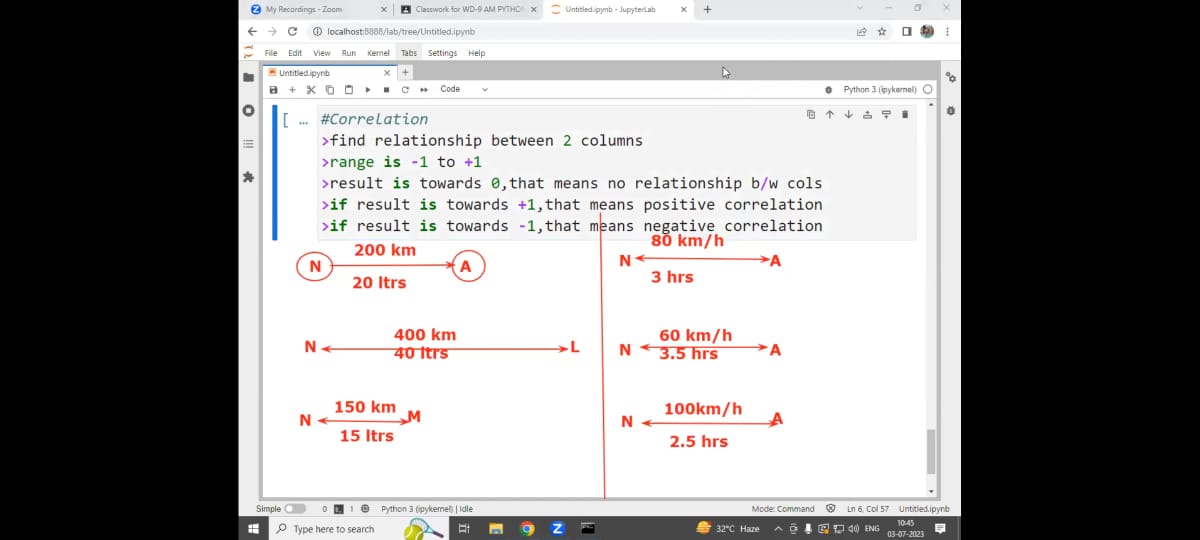 My Recordings - Zoom
Classwork for WD-9 AM PYTHO
Untitled.ipynb - JupyterLab
localhost:8888/lab/tree/Untitled.ipynb
File Edit View Run Kernel Tabs Settings Help
Untitled.ipynb
Code
Python 3 (ipykernel)
[ …
#Correlation
>find relationship between 2 columns
>range is -1 to +1
>result is towards 0,that means no relationship b/w cols
>if result is towards +1,that means positive correlation
>if result is towards -1,that means negative correlation
200 km
N A
20 ltrs
400 km
N L
40 ltrs
150 km
N M
15 ltrs
80 km/h
N A
3 hrs
60 km/h
N A
3.5 hrs
100km/h
N A
2.5 hrs
Simple 0 1 Python 3 (ipykernel) | Idle
Mode: Command Ln 6, Col 57 Untitled.ipynb
Type here to search
32°C Haze
ENG
10:45
03-07-2023